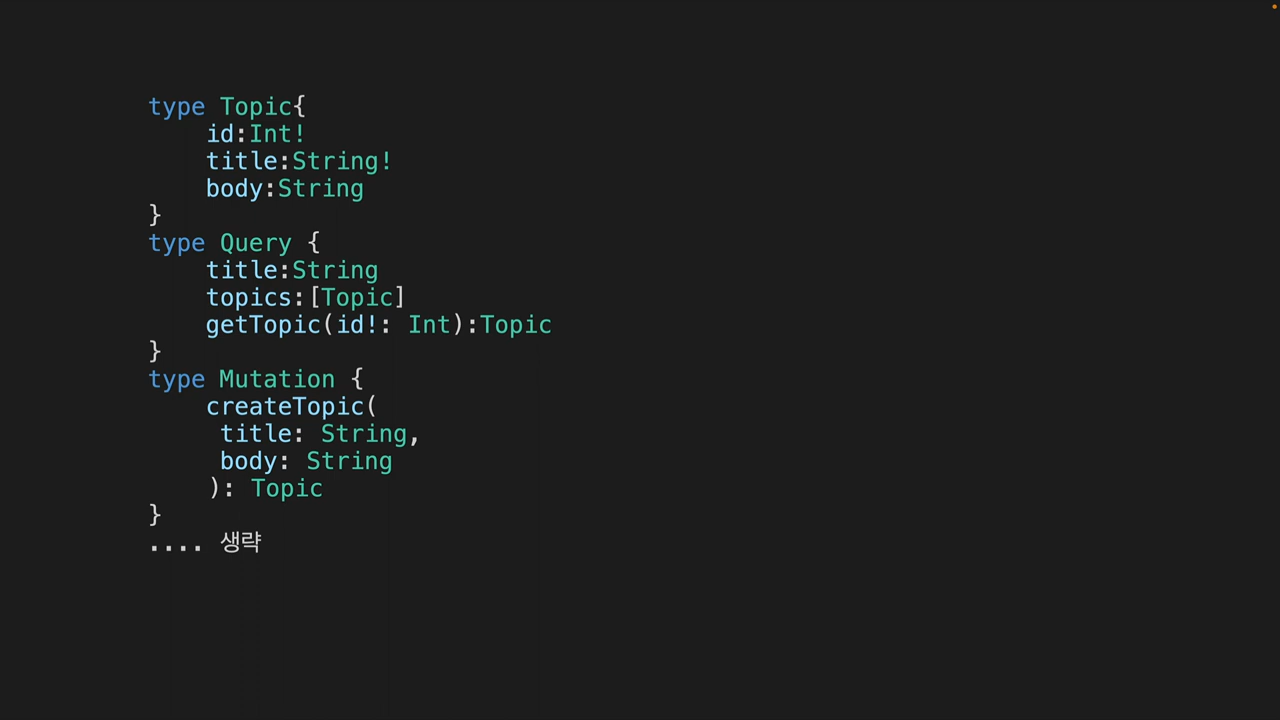 type Topic{
    id:Int!
    title:String!
    body:String
}
type Query {
    title:String
    topics:[Topic]
    getTopic(id!: Int):Topic
}
type Mutation {
    createTopic(
     title: String,
     body: String
    ): Topic
}
.... 생략